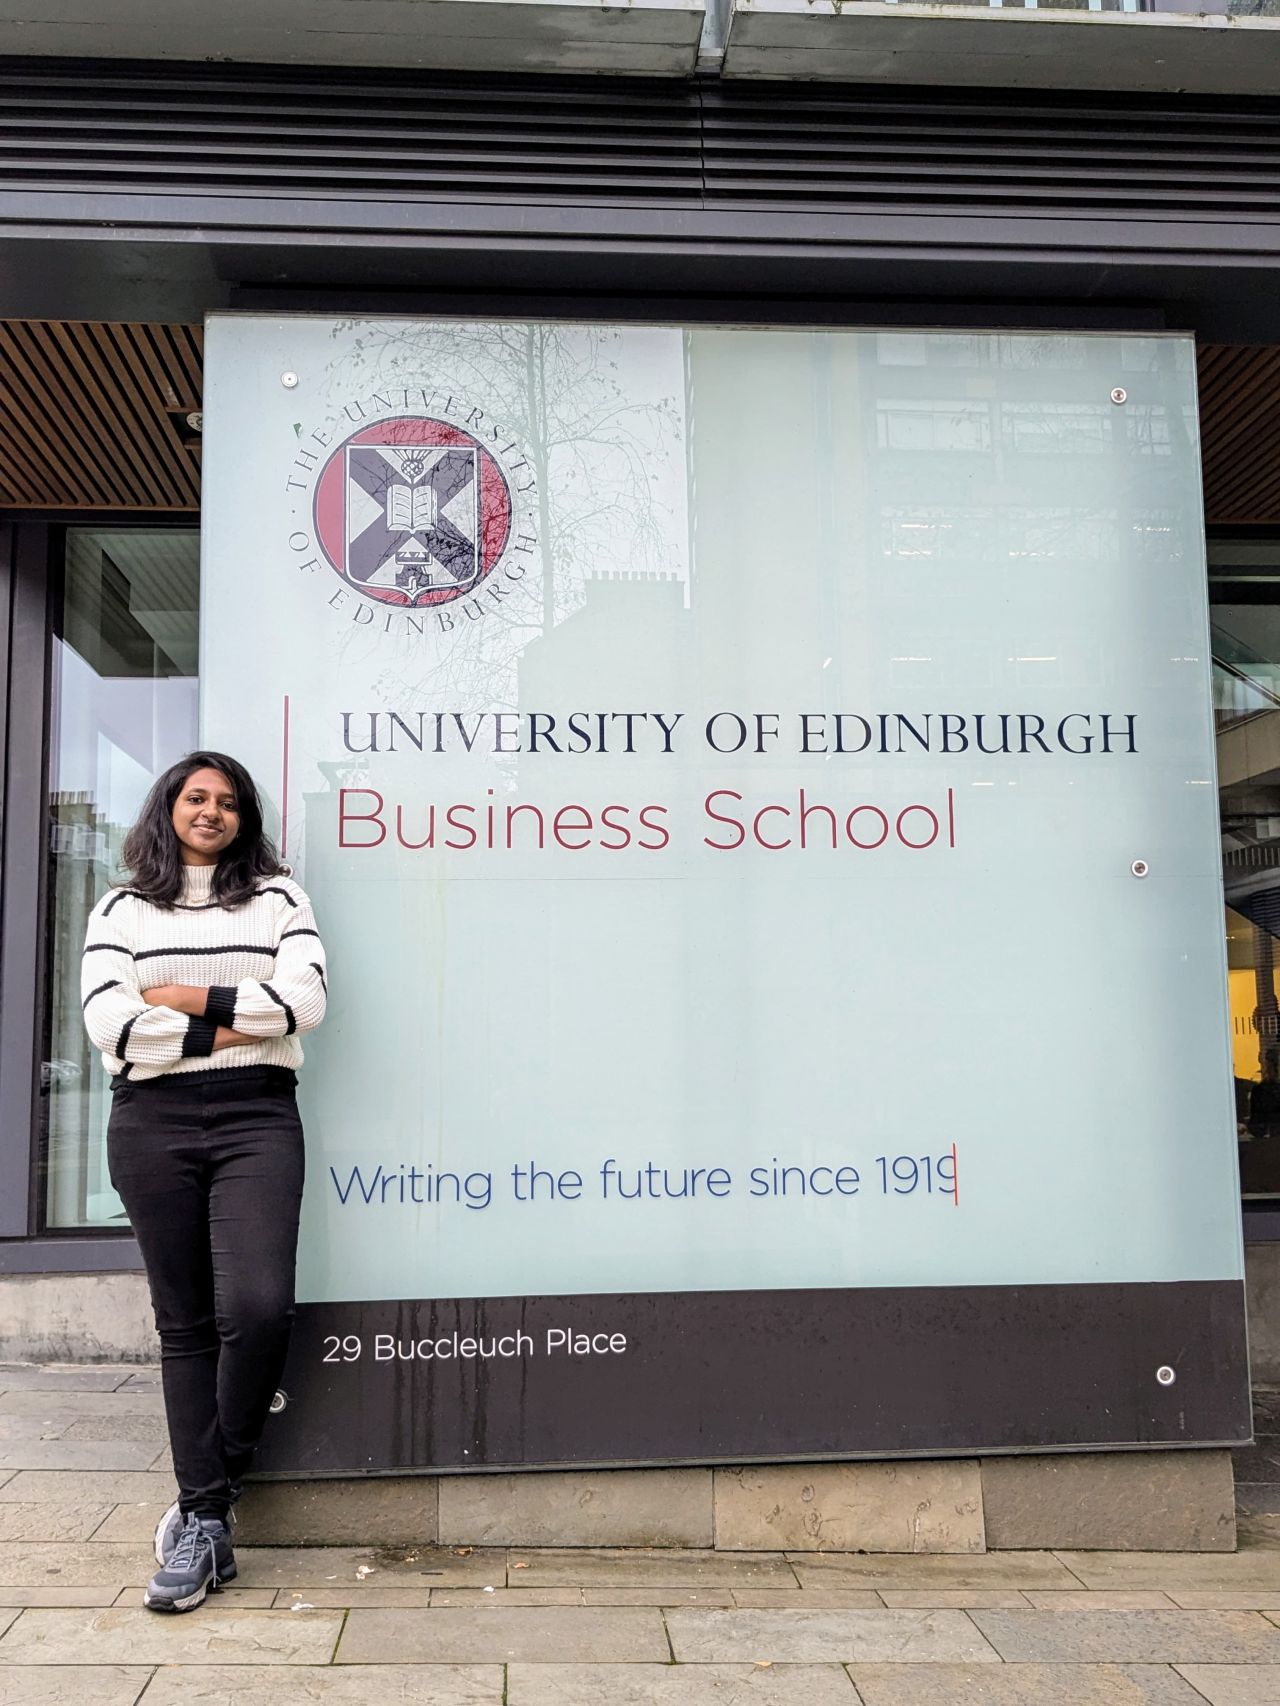 THE UNIVERSITY OF EDINBURGH
UNIVERSITY OF EDINBURGH
Business School
Writing the future since 1919
29 Buccleuch Place